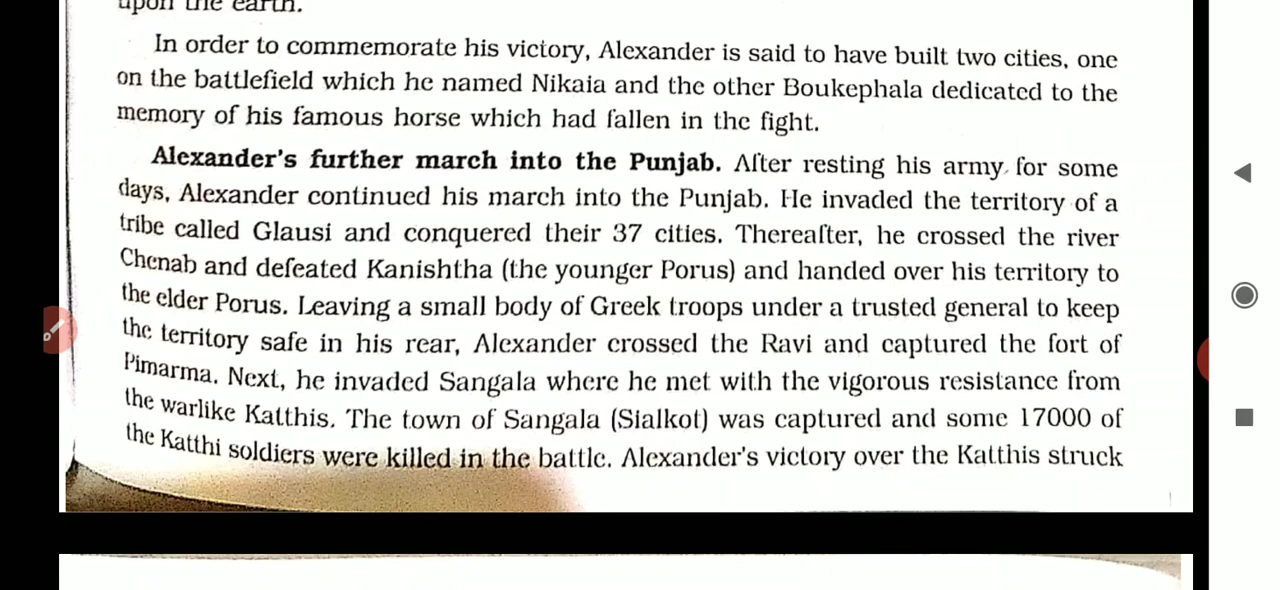 upon the earth.
In order to commemorate his victory, Alexander is said to have built two cities, one
on the battlefield which he named Nikaia and the other Boukephala dedicated to the
memory of his famous horse which had fallen in the fight.
Alexander's further march into the Punjab. After resting his army for some
days, Alexander continued his march into the Punjab. He invaded the territory of a
tribe called Glausi and conquered their 37 cities. Thereafter, he crossed the river
Chenab and defeated Kanishtha (the younger Porus) and handed over his territory to
the elder Porus. Leaving a small body of Greek troops under a trusted general to keep
the territory safe in his rear, Alexander crossed the Ravi and captured the fort of
Pimarma. Next, he invaded Sangala where he met with the vigorous resistance from
the warlike Katthis. The town of Sangala (Sialkot) was captured and some 17000 of
the Katthi soldiers were killed in the battle. Alexander's victory over the Katthis struck